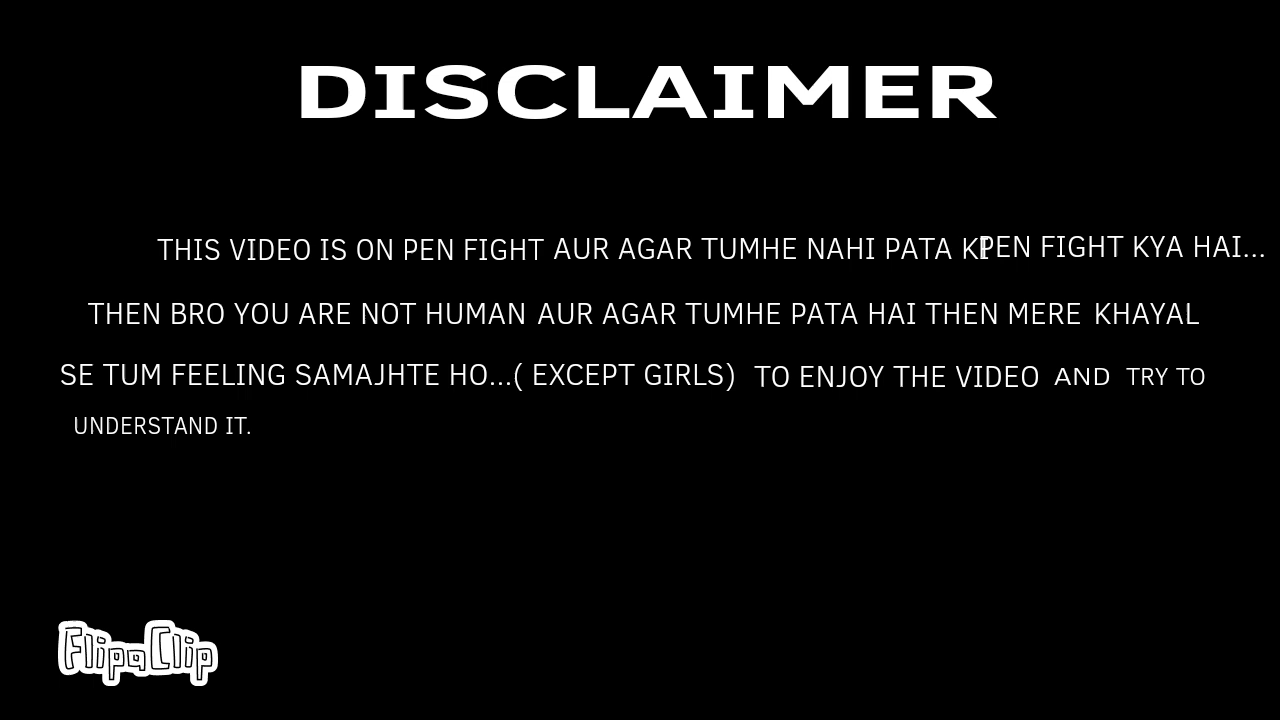 DISCLAIMER
THIS VIDEO IS ON PEN FIGHT AUR AGAR TUMHE NAHI PATA KI PEN FIGHT KYA HAI...
THEN BRO YOU ARE NOT HUMAN AUR AGAR TUMHE PATA HAI THEN MERE KHAYAL
SE TUM FEELING SAMAJHTE HO...( EXCEPT GIRLS) TO ENJOY THE VIDEO AND TRY TO
UNDERSTAND IT.
FlipaClip